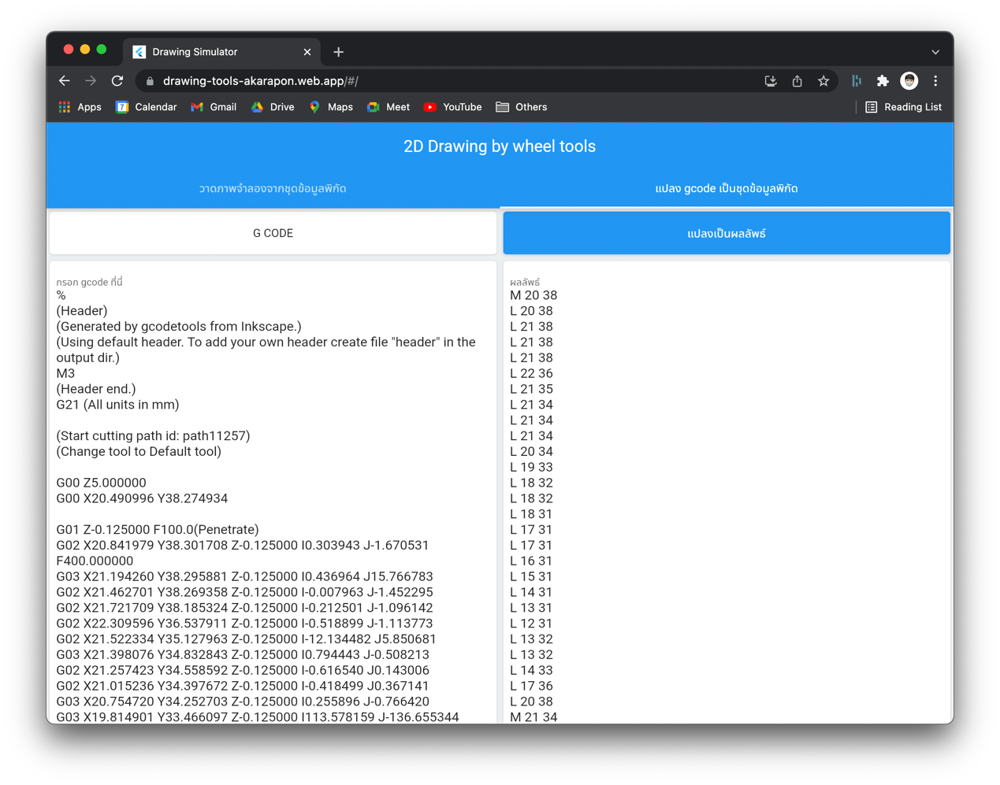 Drawing Simulator
drawing-tools-akarapon.web.app/#/
Apps
7
Calendar
Gmail
Drive
Maps
Meet
YouTube
Others
Reading List
2D Drawing by wheel tools
วาดภาพจำลองจากชุดข้อมูลพิกัด
แปลง gcode เป็นชุดข้อมูลพิกัด
G CODE
แปลงเป็นผลลัพธ์
กรอก gcode ที่นี่
%
(Header)
(Generated by gcodetools from Inkscape.)
(Using default header. To add your own header create file "header" in the
output dir.)
M3
(Header end.)
G21 (All units in mm)
(Start cutting path id: path11257)
(Change tool to Default tool)
G00 Z5.000000
G00 X20.490996 Y38.274934
G01 Z-0.125000 F100.0(Penetrate)
G02 X20.841979 Y38.301708 Z-0.125000 I0.303943 J-1.670531
F400.000000
G03 X21.194260 Y38.295881 Z-0.125000 I0.436964 J15.766783
G02 X21.462701 Y38.269358 Z-0.125000 I-0.007963 J-1.452295
G02 X21.721709 Y38.185324 Z-0.125000 I-0.212501 J-1.096142
G02 X22.309596 Y36.537911 Z-0.125000 I-0.518899 J-1.113773
G02 X21.522334 Y35.127963 Z-0.125000 I-12.134482 J5.850681
G03 X21.398076 Y34.832843 Z-0.125000 I0.794443 J-0.508213
G02 X21.257423 Y34.558592 Z-0.125000 I-0.616540 J0.143006
G02 X21.015236 Y34.397672 Z-0.125000 I-0.418499 J0.367141
G03 X20.754720 Y34.252703 Z-0.125000 I0.255896 J-0.766420
G03 X19.814901 Y33.466097 Z-0.125000 I113.578159 J-136.655344
ผลลัพธ์
M 20 38
L 20 38
L 21 38
L 21 38
L 21 38
L 22 36
L 21 35
L 21 34
L 21 34
L 21 34
L 20 34
L 19 33
L 18 32
L 18 32
L 18 31
L 17 31
L 17 31
L 16 31
L 15 31
L 14 31
L 13 31
L 12 31
L 13 32
L 13 32
L 14 33
L 17 36
L 20 38
M 21 34